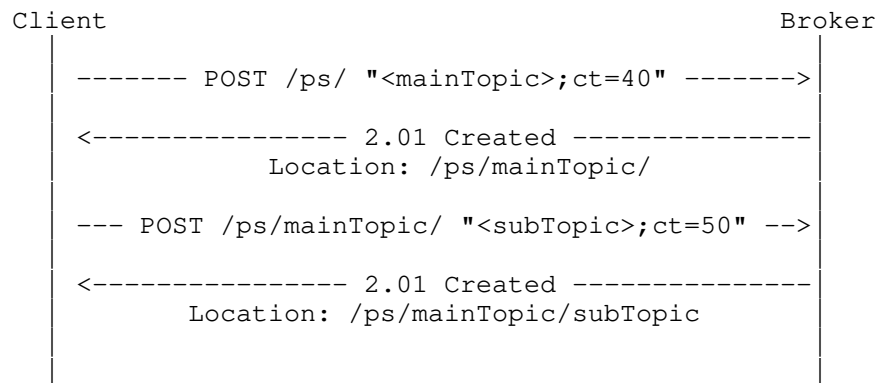 Client Broker
------- POST /ps/ "<mainTopic>;ct=40" ------->
<---------------- 2.01 Created ---------------
Location: /ps/mainTopic/
--- POST /ps/mainTopic/ "<subTopic>;ct=50" -->
<---------------- 2.01 Created ---------------
Location: /ps/mainTopic/subTopic